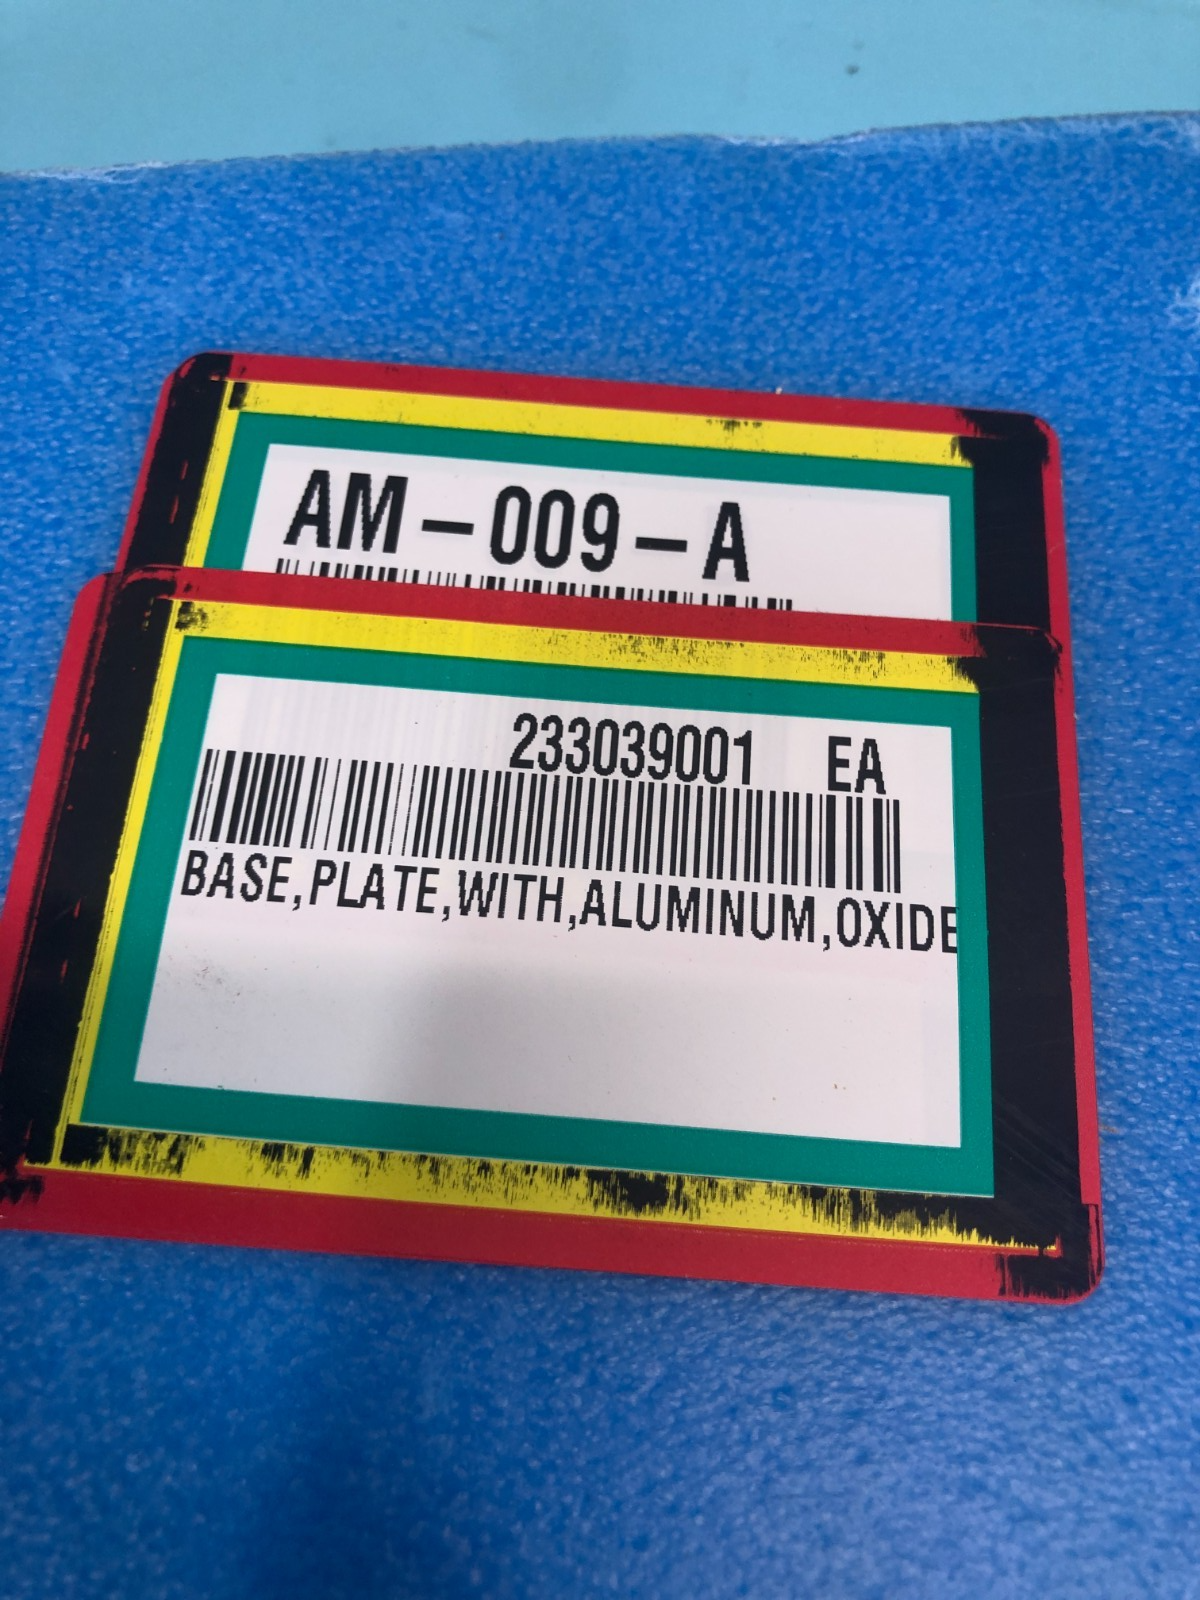 AM-009-A
233039001 EA
BASE,PLATE,WITH,ALUMINUM,OXIDE